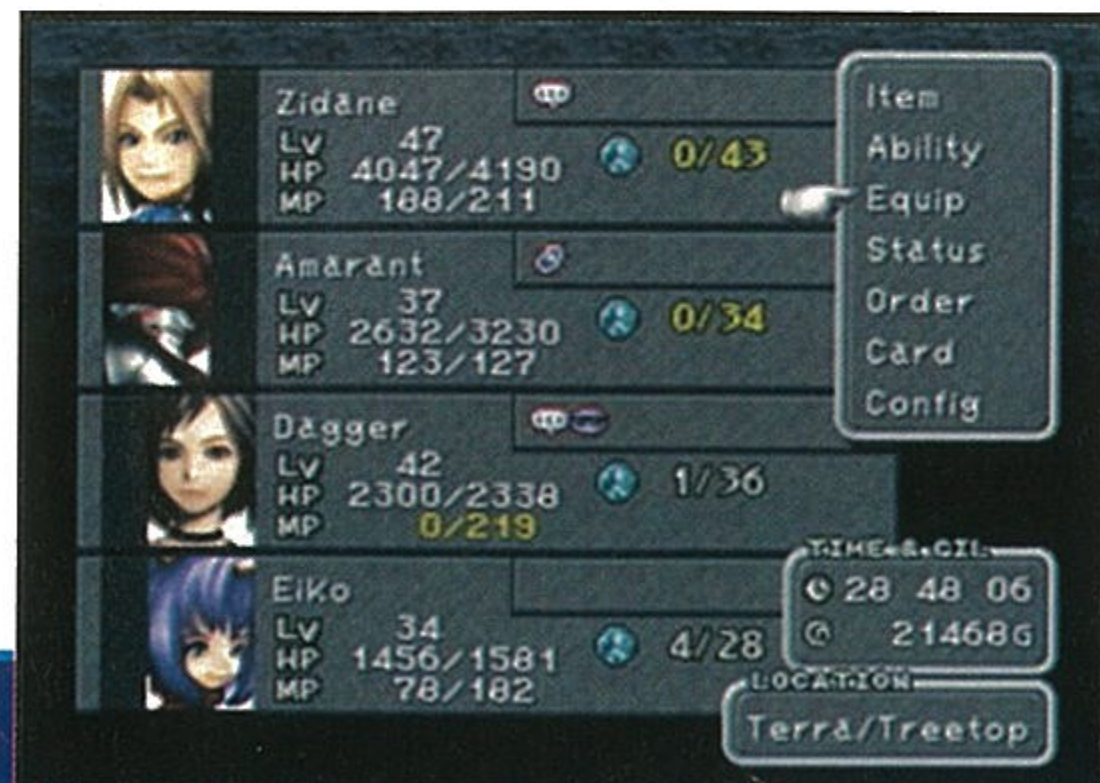 Zidane
Lv 47
HP 4047/4190
MP 188/211
0/43
Amarant
Lv 37
HP 2632/3230
MP 123/127
0/34
Dagger
Lv 42
HP 2300/2338
MP 0/219
1/36
Eiko
Lv 34
HP 1456/1581
MP 78/182
4/28
Item
Ability
Equip
Status
Order
Card
Config
TIME & GIL
28 48 06
21468G
LOCATION
Terra/Treetop